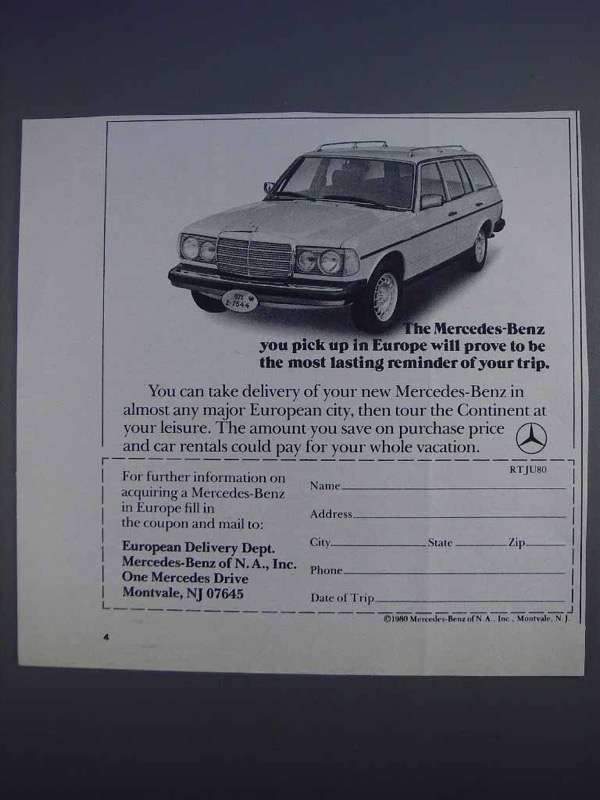 977
Z-7544
The Mercedes-Benz
you pick up in Europe will prove to be
the most lasting reminder of your trip.
You can take delivery of your new Mercedes-Benz in
almost any major European city, then tour the Continent at
your leisure. The amount you save on purchase price
and car rentals could pay for your whole vacation.
RTJU80
For further information on
acquiring a Mercedes-Benz
in Europe fill in
the coupon and mail to:
European Delivery Dept.
Mercedes-Benz of N.A., Inc.
One Mercedes Drive
Montvale, NJ 07645
Name
Address
City State Zip
Phone
Date of Trip
©1980 Mercedes-Benz of N.A., Inc., Montvale, N.J.
4